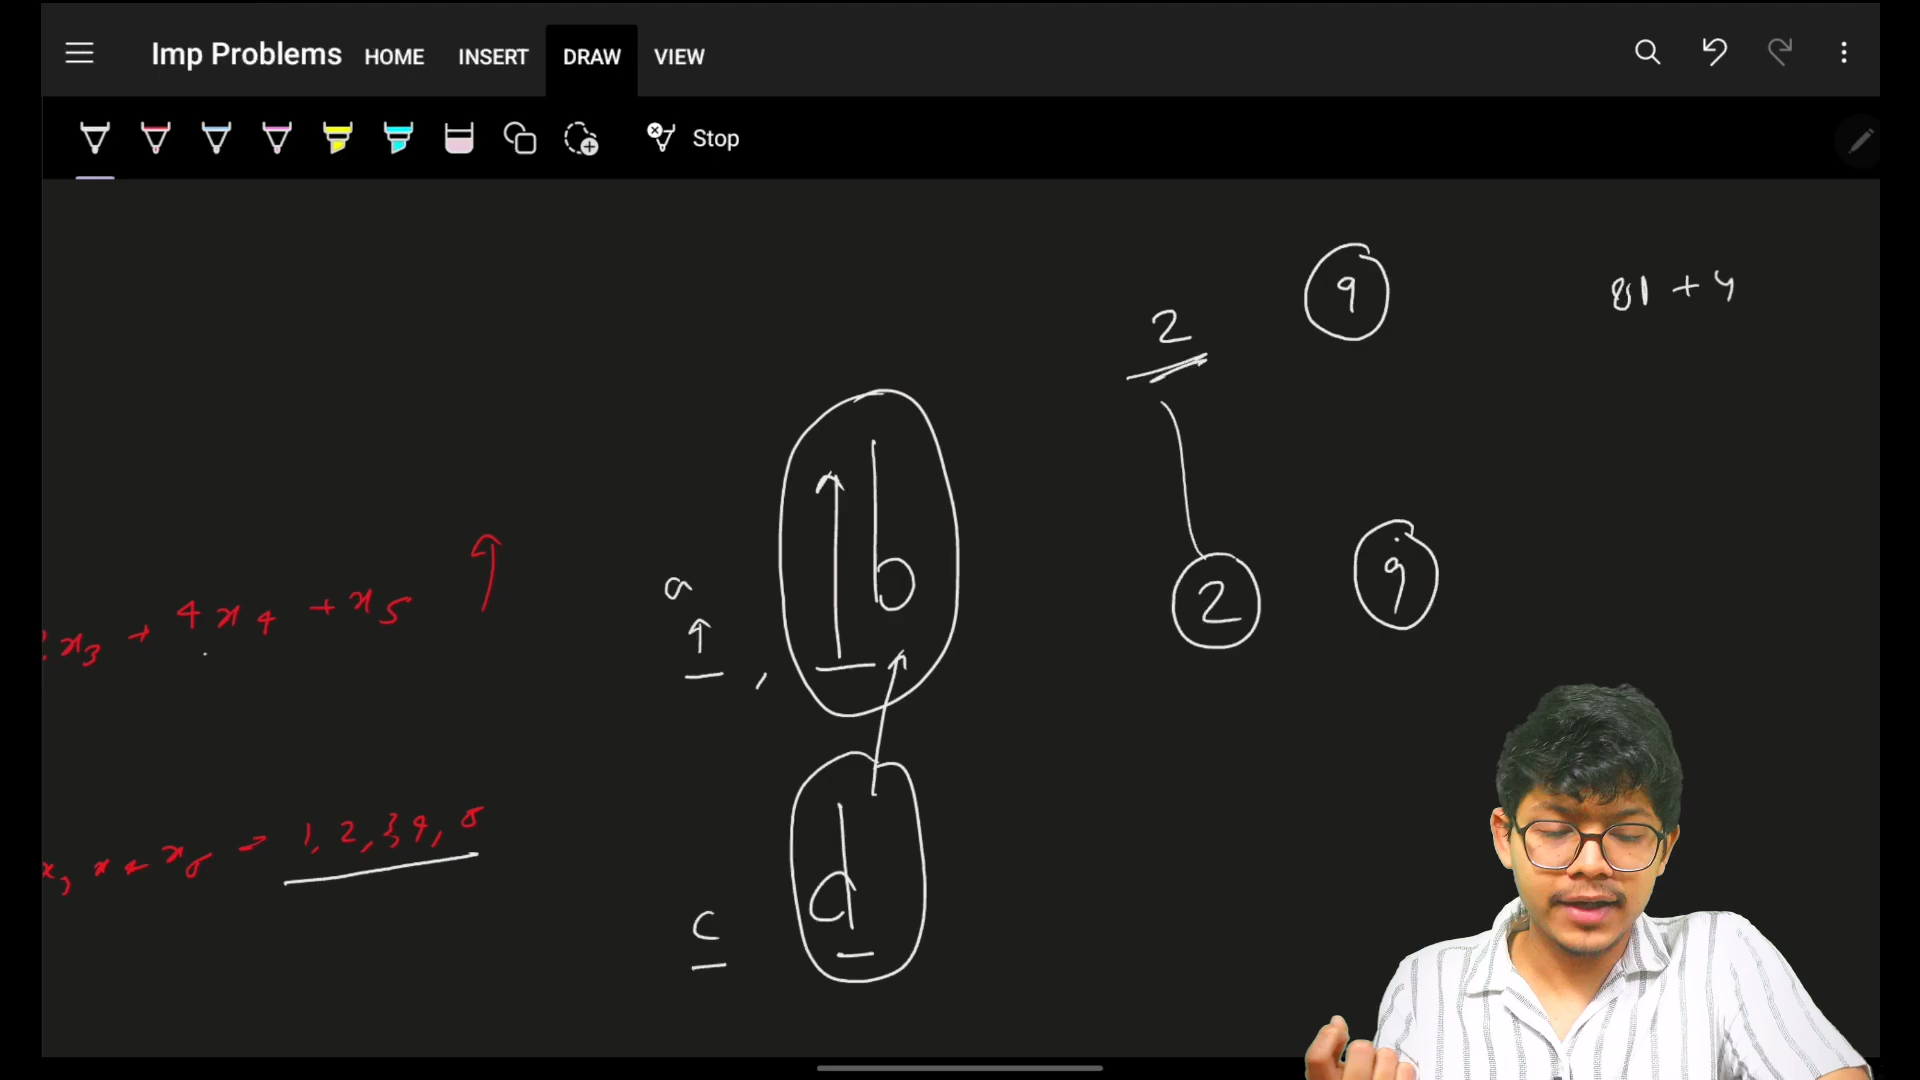 Imp Problems HOME INSERT DRAW VIEW
Stop
2 9 81 + 4
x3 + 4x4 + x5
a , b
2 9
= 1, 2, 3, 4, 5
c d